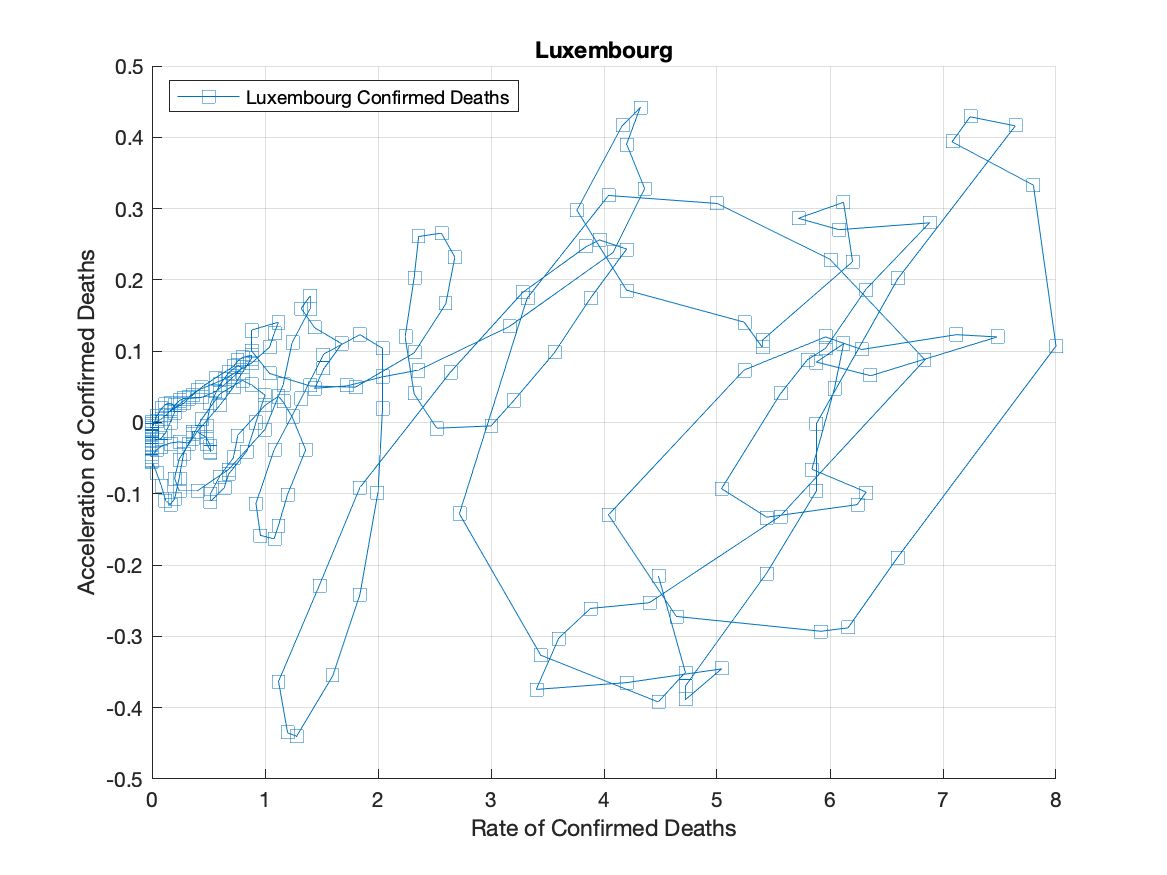 Luxembourg
Luxembourg Confirmed Deaths
0.5
0.4
0.3
0.2
0.1
0
-0.1
-0.2
-0.3
-0.4
-0.5
Acceleration of Confirmed Deaths
0 1 2 3 4 5 6 7 8
Rate of Confirmed Deaths